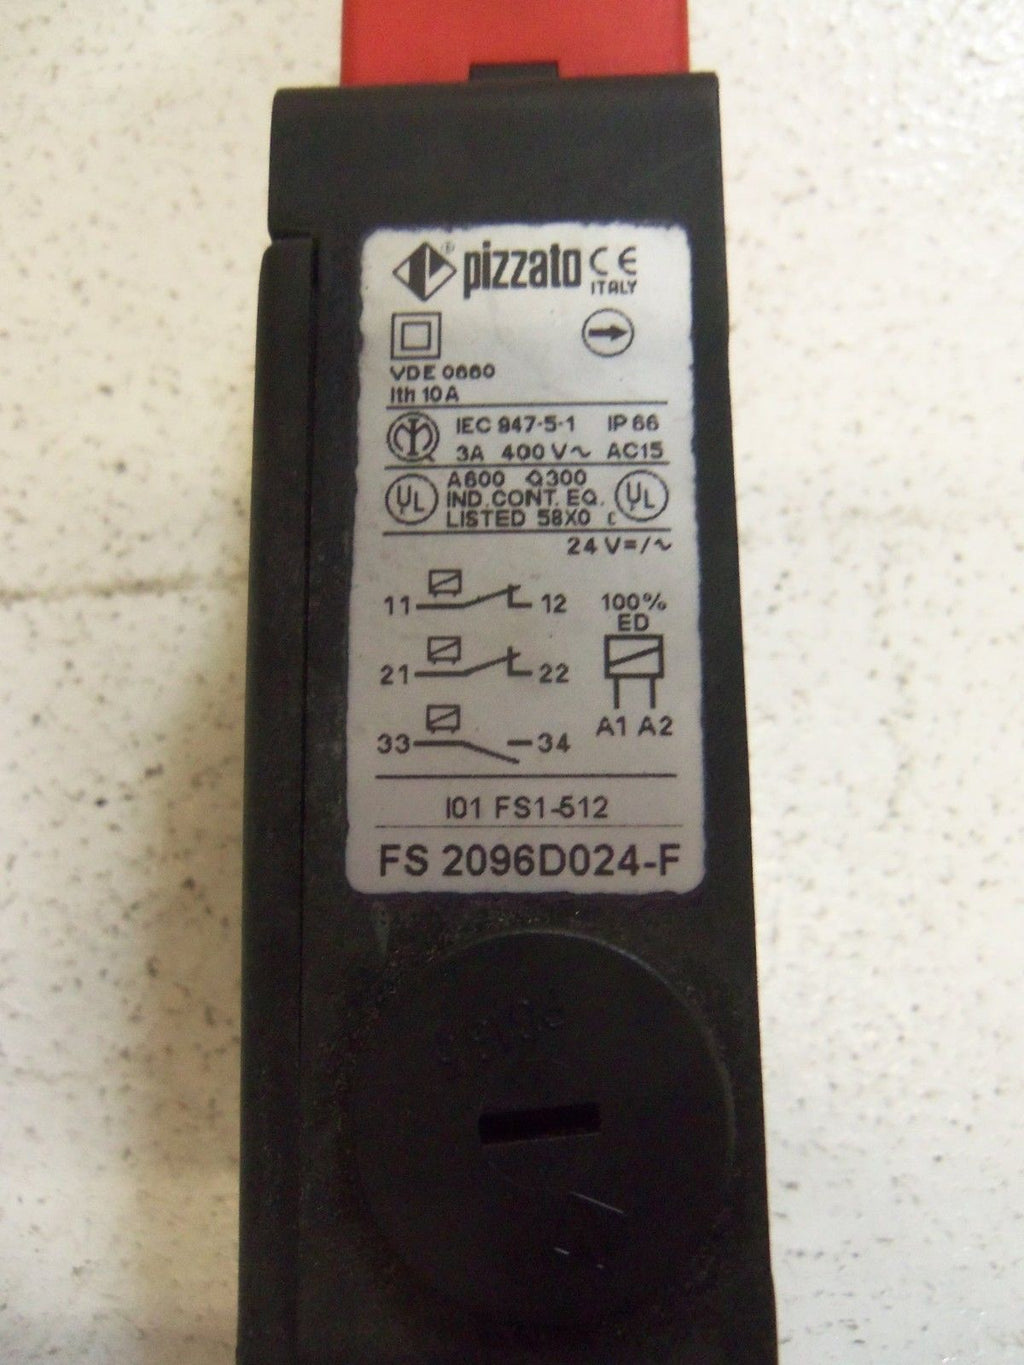 pizzato CE
ITALY
VDE 0660
Ith 10A
IEC 947-5-1 IP 66
3A 400 V~ AC15
UL A600 Q300 UL
IND. CONT. EQ.
LISTED 58X0 c
24 V=/~
11 12 100%
ED
21 22
A1 A2
33 34
I01 FS1-512
FS 2096D024-F